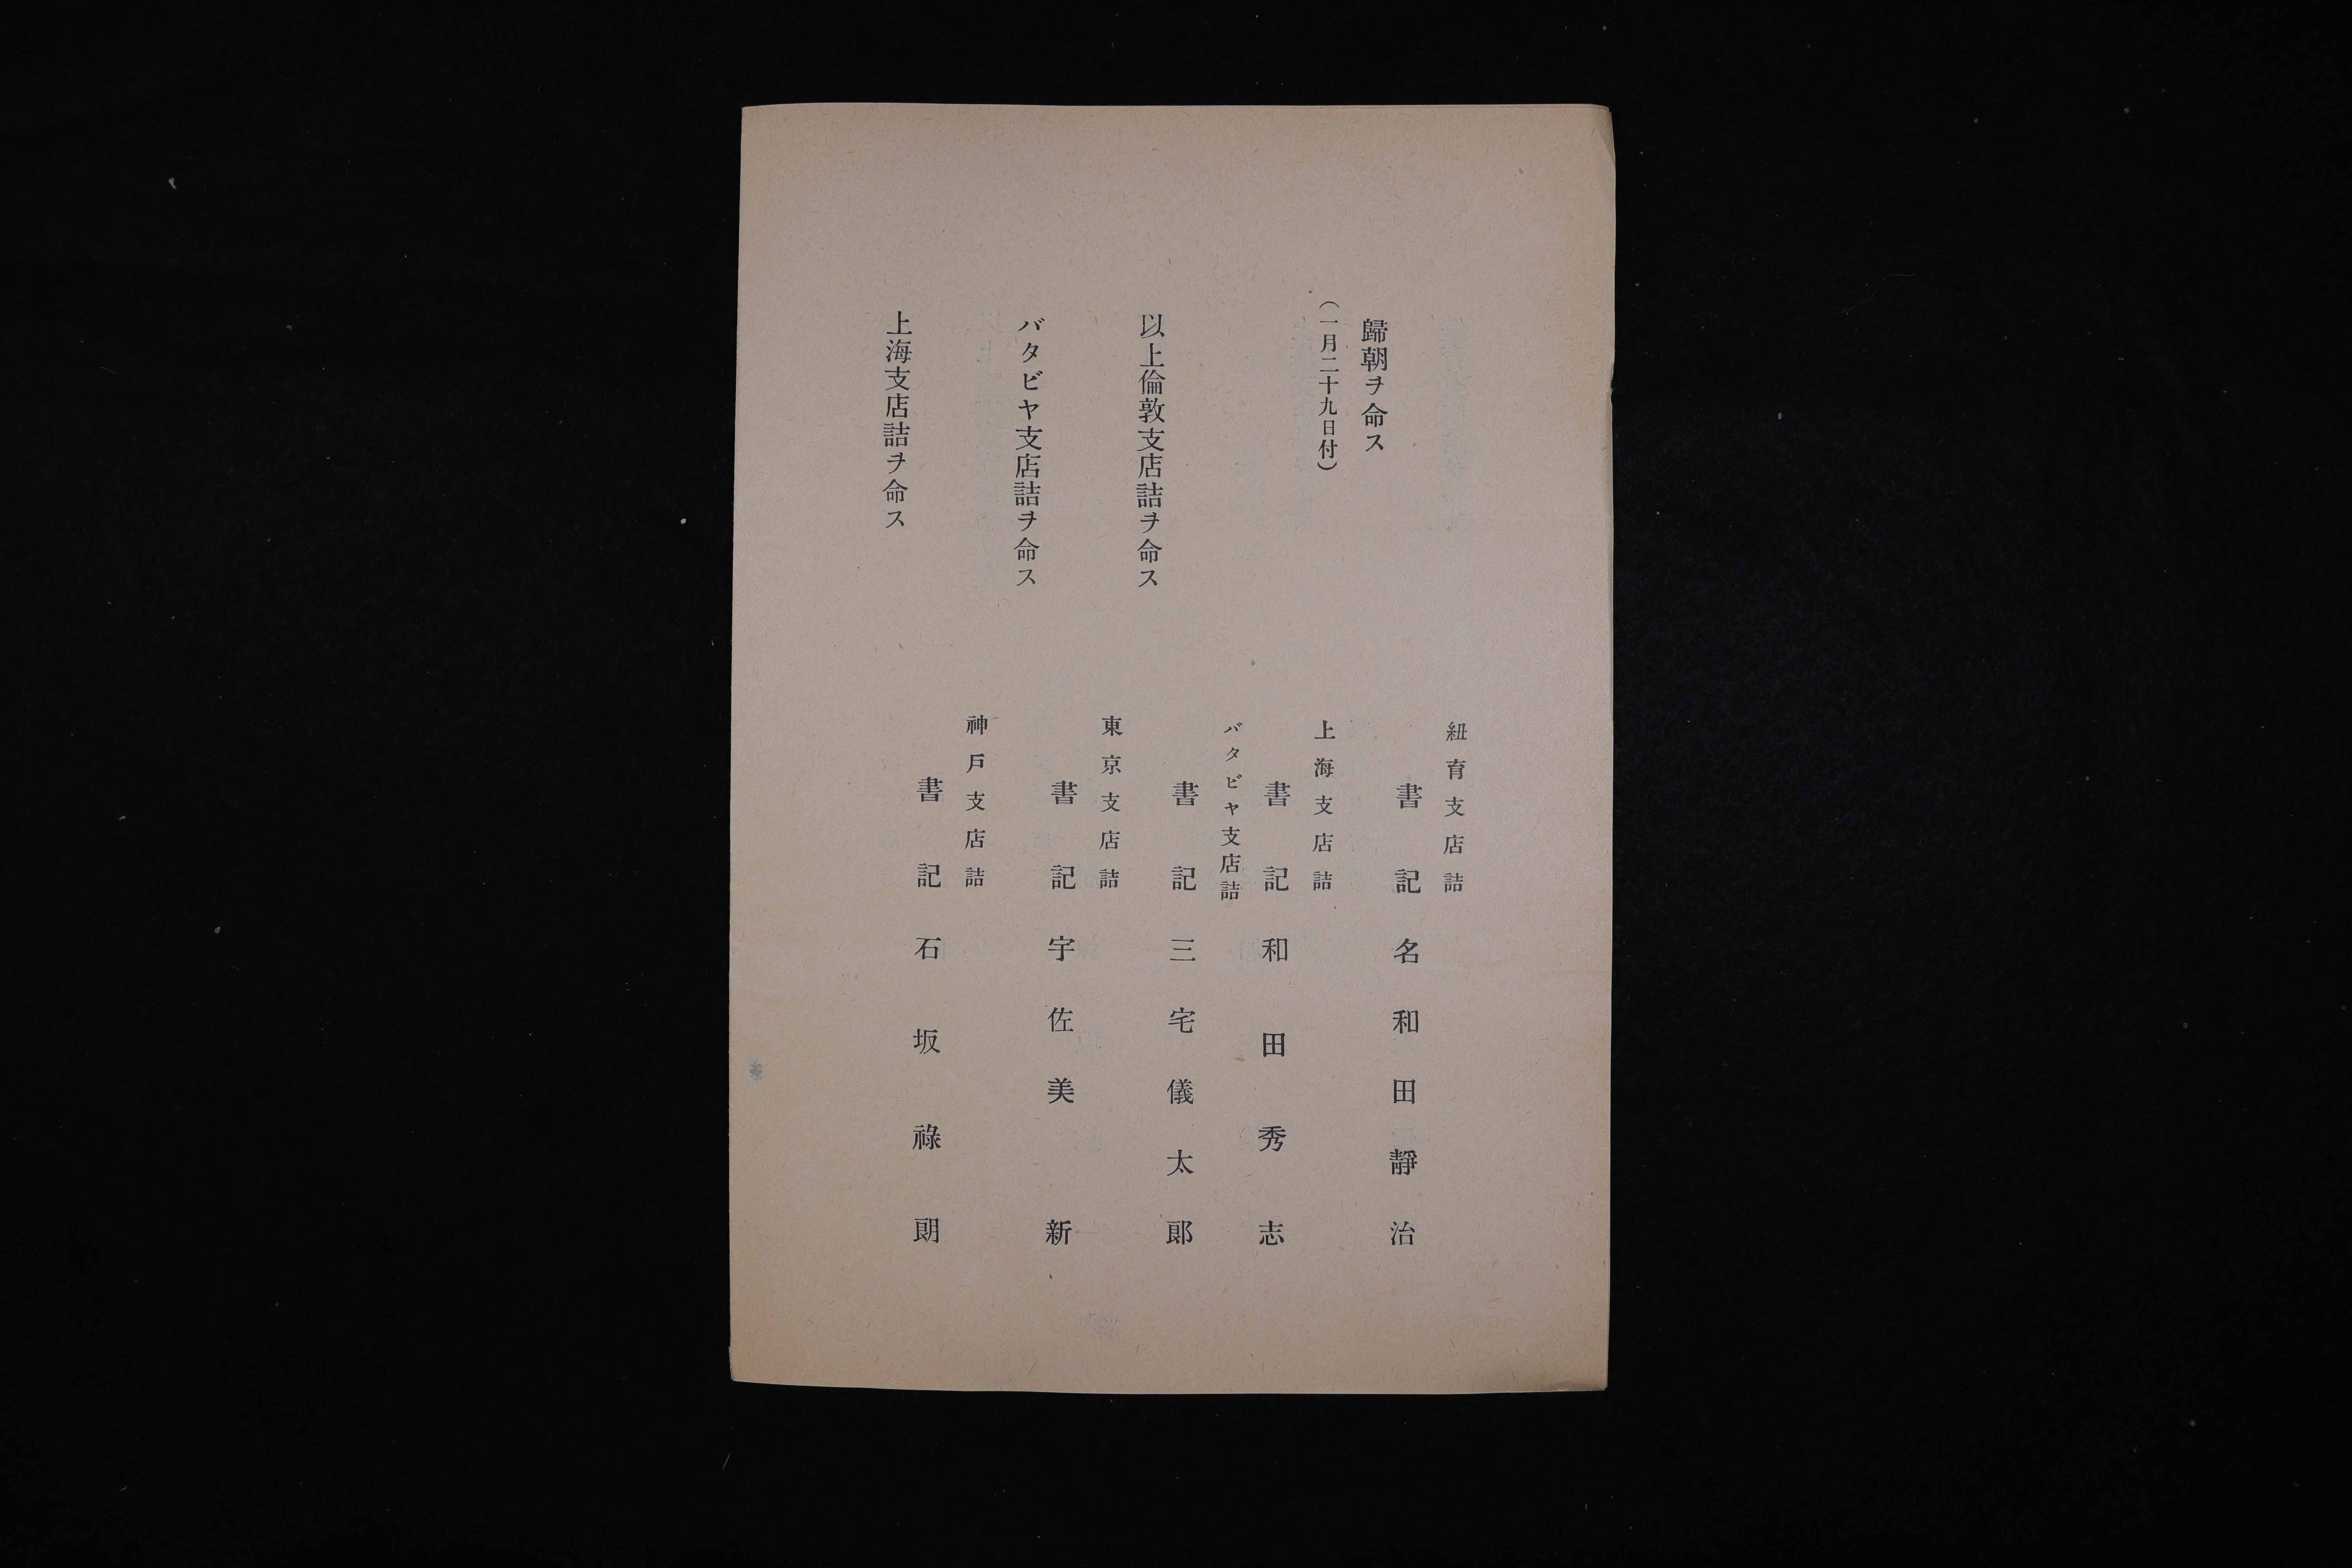 紐育支店詰
書記 名和田靜治
歸朝ヲ命ス
(一月二十九日付)
上海支店詰
書記 和田秀志
バタビヤ支店詰
書記 三宅儀太郎
以上倫敦支店詰ヲ命ス
東京支店詰
書記 宇佐美新
バタビヤ支店詰ヲ命ス
神戶支店詰
書記 石坂祿朗
上海支店詰ヲ命ス